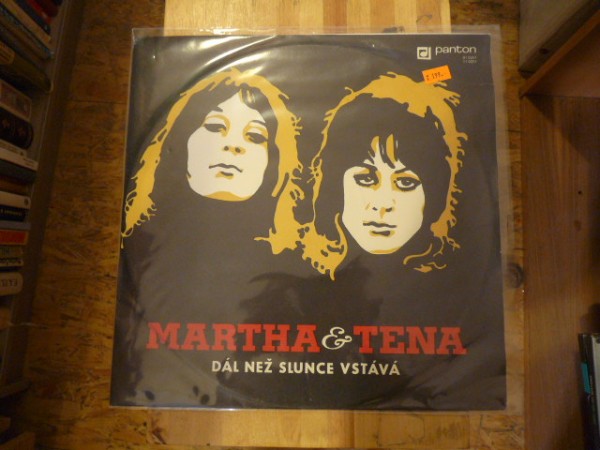 panton
MARTHA & TENA
DÁL NEŽ SLUNCE VSTÁVÁ